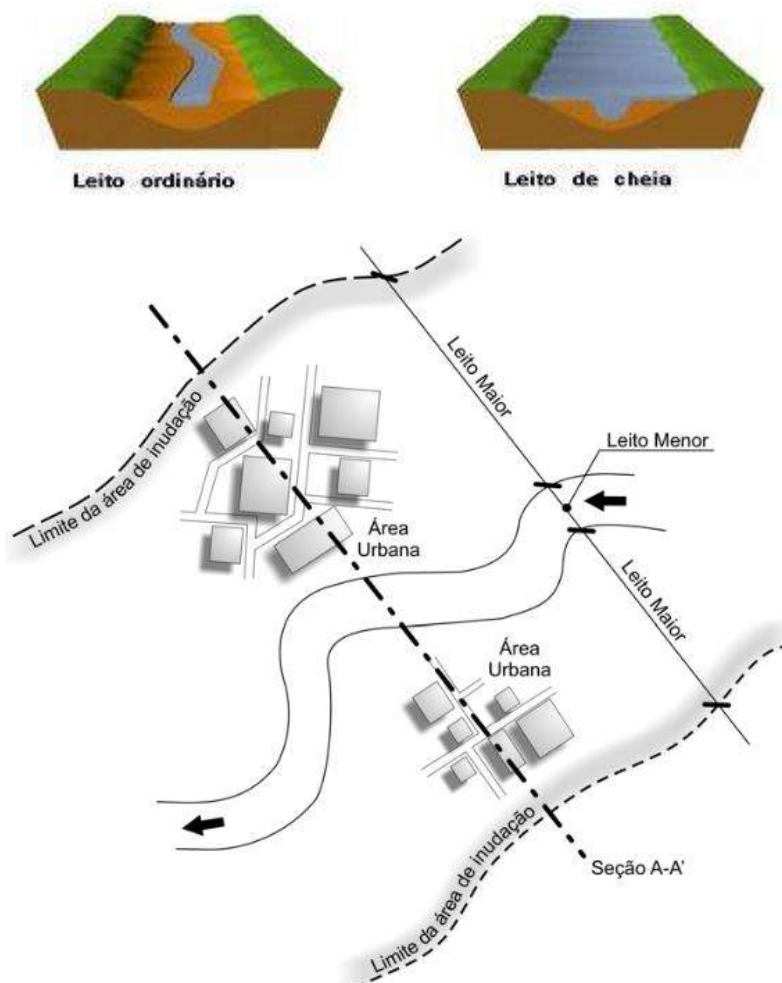 Leito ordinário
Leito de cheia
Leito Maior
Leito Menor
Limite da área de inudação
Área
Urbana
Leito Maior
Área
Urbana
Limite da área de inudação
Seção A-A'